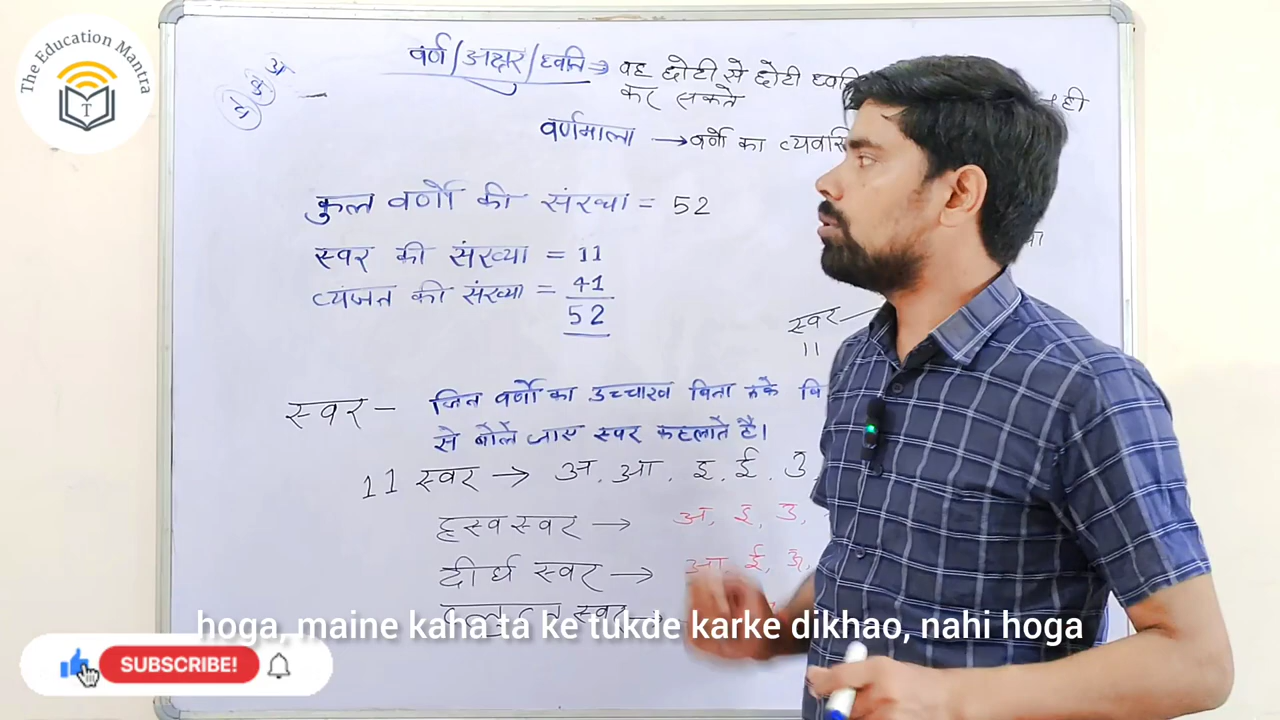 The Education Mantra
T
अ
वर्ण/अक्षर/ध्वनि → वह छोटी से छोटी ध्वनि
कर सकते
ही
वर्णमाला → वर्णो का
कुल वर्णो की संख्या = 52
स्वर की संख्या = 11
व्यंजन की संख्या = 41
52
स्वर —
11
स्वर — जिन वर्णो का उच्चारण बिना रुके
से बोले जाए स्वर कहलाते है।
11 स्वर → अ, आ, इ, ई, उ
ह्रस्व स्वर → अ, इ, उ,
दीर्घ स्वर → आ, ई, ऊ,
स्वर
hoga, maine kaha ta ke tukde karke dikhao, nahi hoga
SUBSCRIBE!